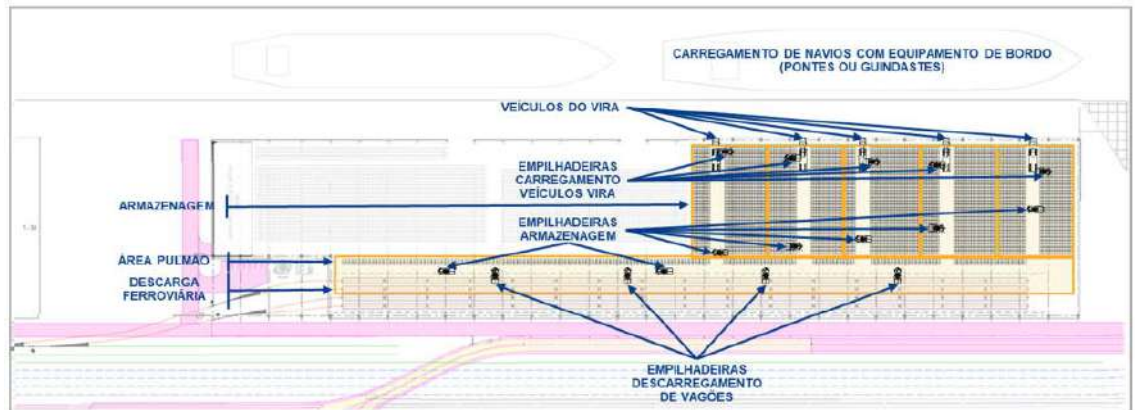 CARREGAMENTO DE NAVIOS COM EQUIPAMENTO DE BORDO
(PONTES OU GUINDASTES)
VEÍCULOS DO VIRA
EMPILHADEIRAS
CARREGAMENTO
VEÍCULOS VIRA
ARMAZENAGEM
EMPILHADEIRAS
ARMAZENAGEM
ÁREA PULMÃO
DESCARGA
FERROVIÁRIA
EMPILHADEIRAS
DESCARREGAMENTO
DE VAGÕES